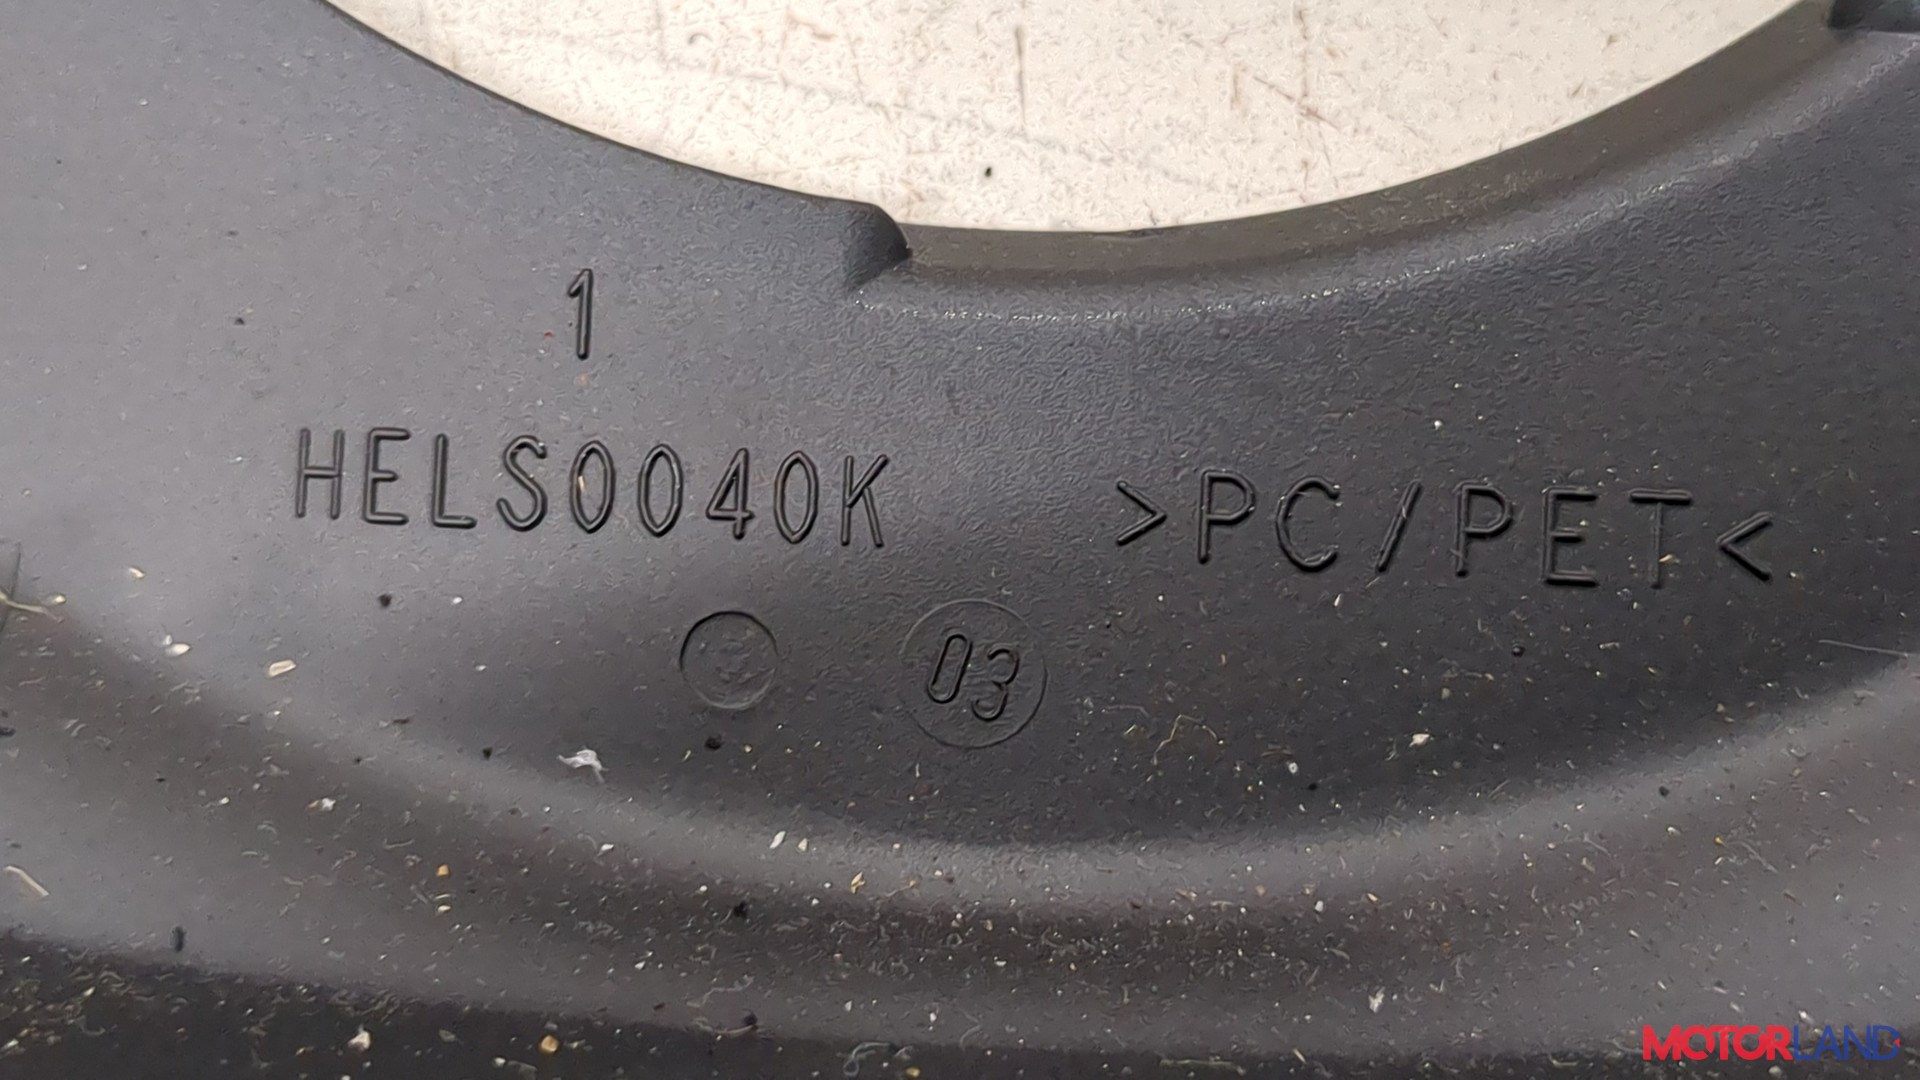 1
HELS0040K >PC/PET<
03
MOTORLAND